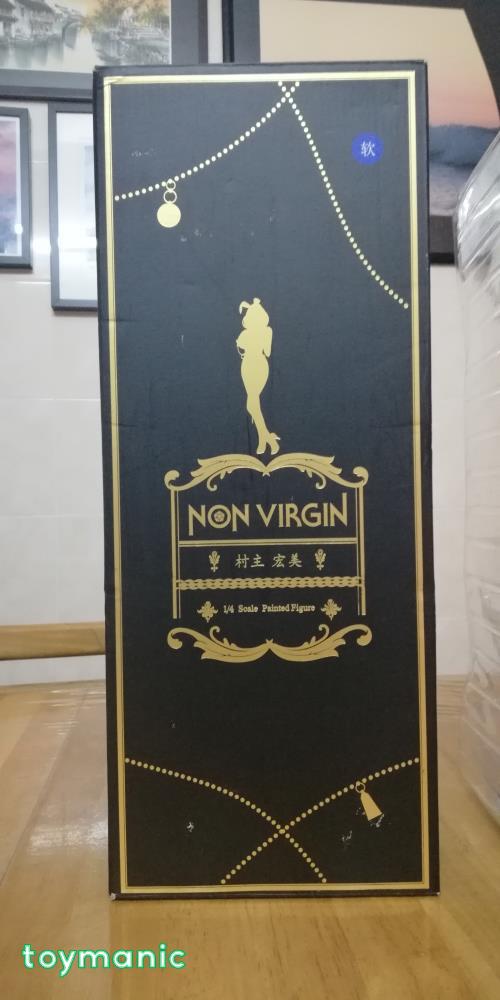 软
NON VIRGIN
村主 宏美
1/4 Scale Painted Figure
toymanic